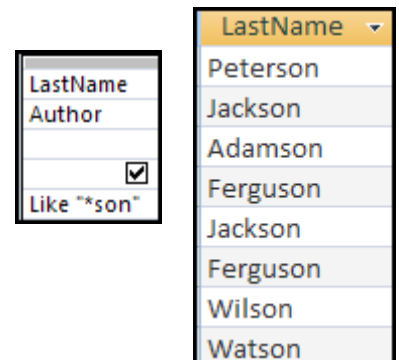 LastName
Author
Like "*son"
LastName
Peterson
Jackson
Adamson
Ferguson
Jackson
Ferguson
Wilson
Watson